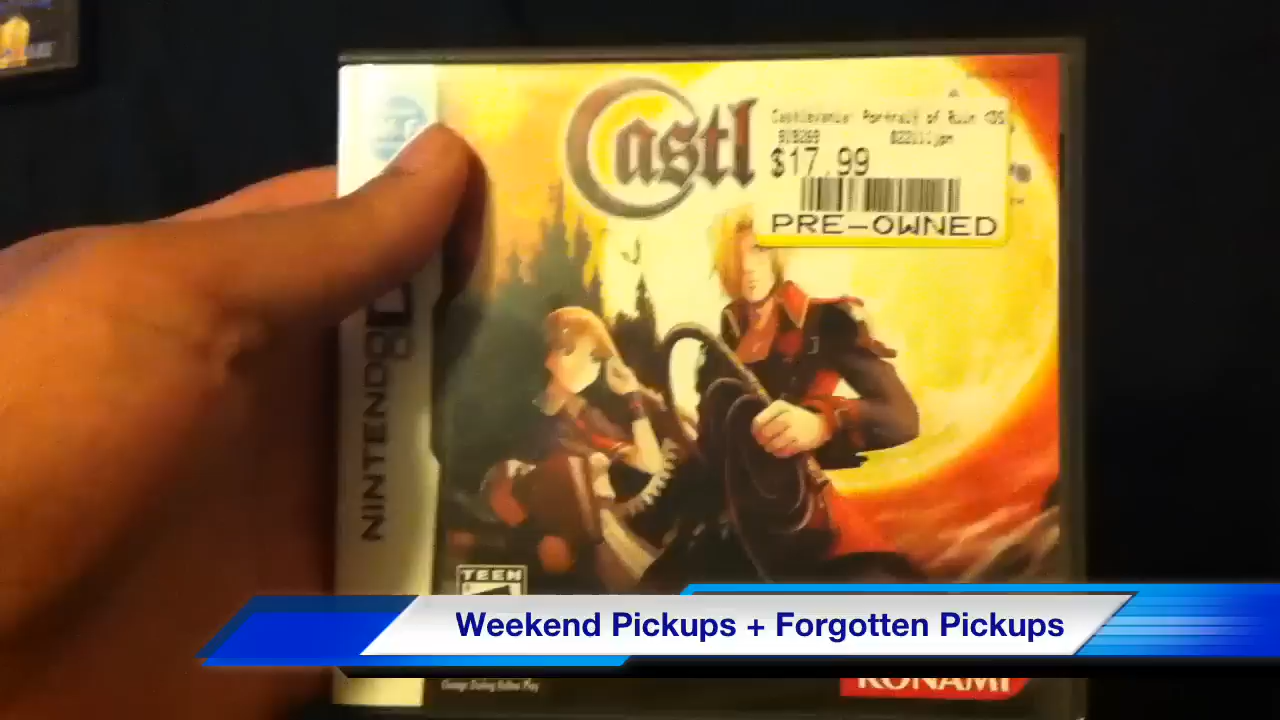 Castl
Castlevania: Portrait of Ruin (DS
$17.99
PRE-OWNED
NINTENDO
TEEN
Weekend Pickups + Forgotten Pickups
KONAMI